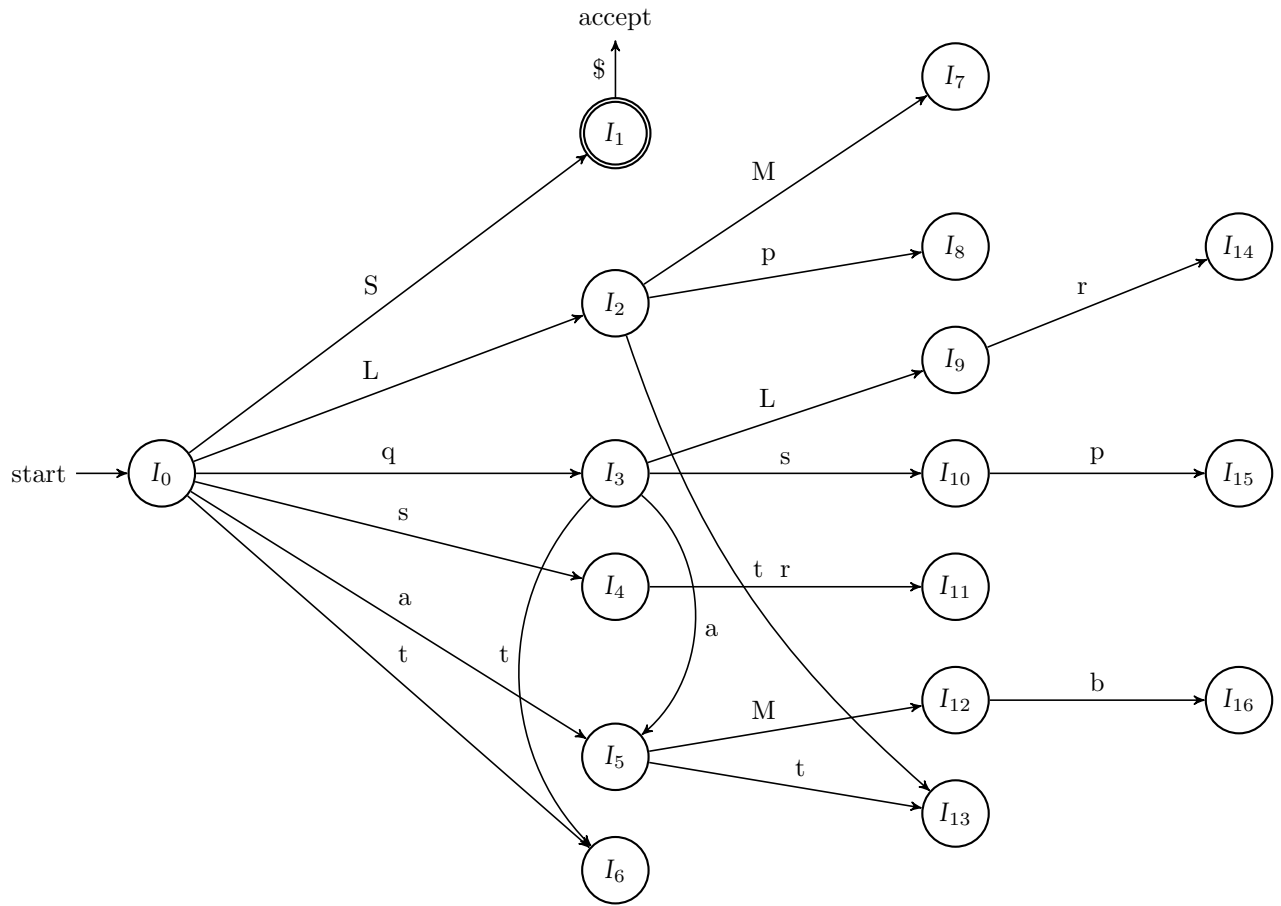 accept
$
I₇
I₁
M
S
p
I₈
I₁₄
r
I₂
L
I₉
L
start
I₀
q
I₃
s
I₁₀
p
I₁₅
s
I₄
t
r
I₁₁
a
t
t
a
I₅
M
I₁₂
b
I₁₆
t
I₁₃
I₆